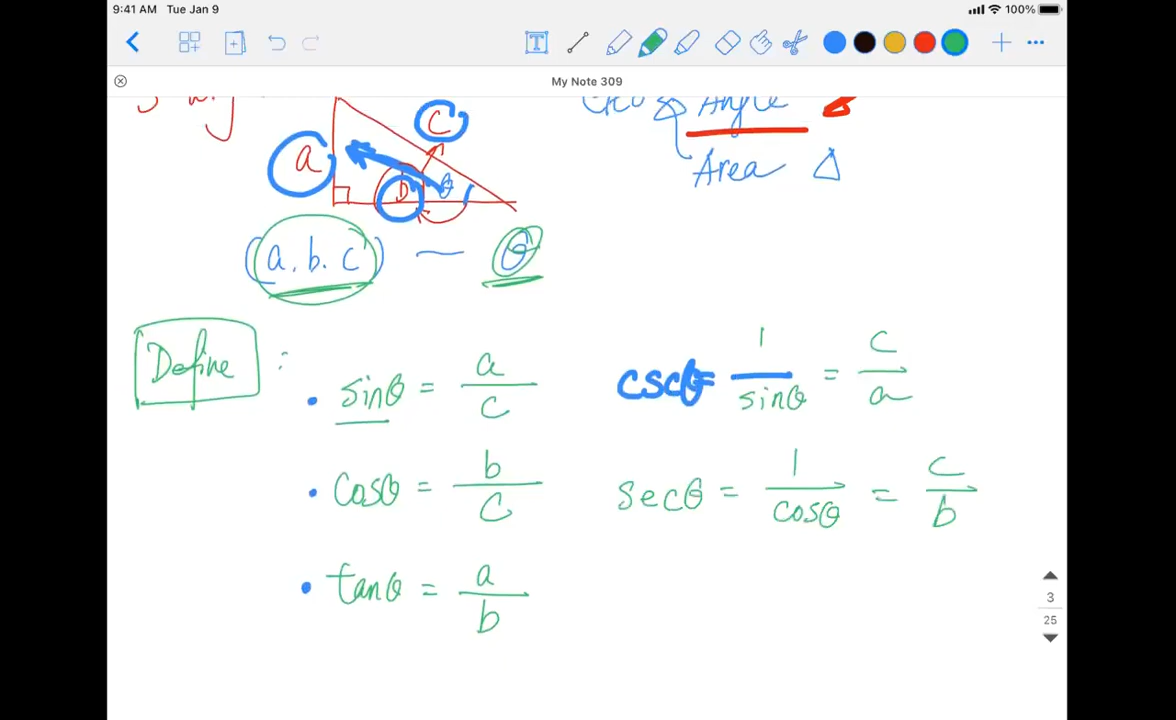 9:41 AM Tue Jan 9 100%
T
My Note 309
Angle
C
a
b θ
Area △
(a, b, c) — θ
Define :
sinθ = a/c
cscθ = 1/sinθ = c/a
cosθ = b/c
secθ = 1/cosθ = c/b
tanθ = a/b
3
25